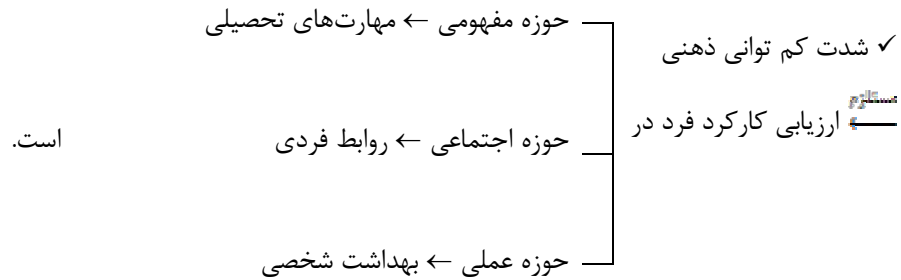 ✓ شدت کم توانی ذهنی
مستلزم
← ارزیابی کارکرد فرد در
حوزه مفهومی ← مهارت‌های تحصیلی
حوزه اجتماعی ← روابط فردی
حوزه عملی ← بهداشت شخصی
است.